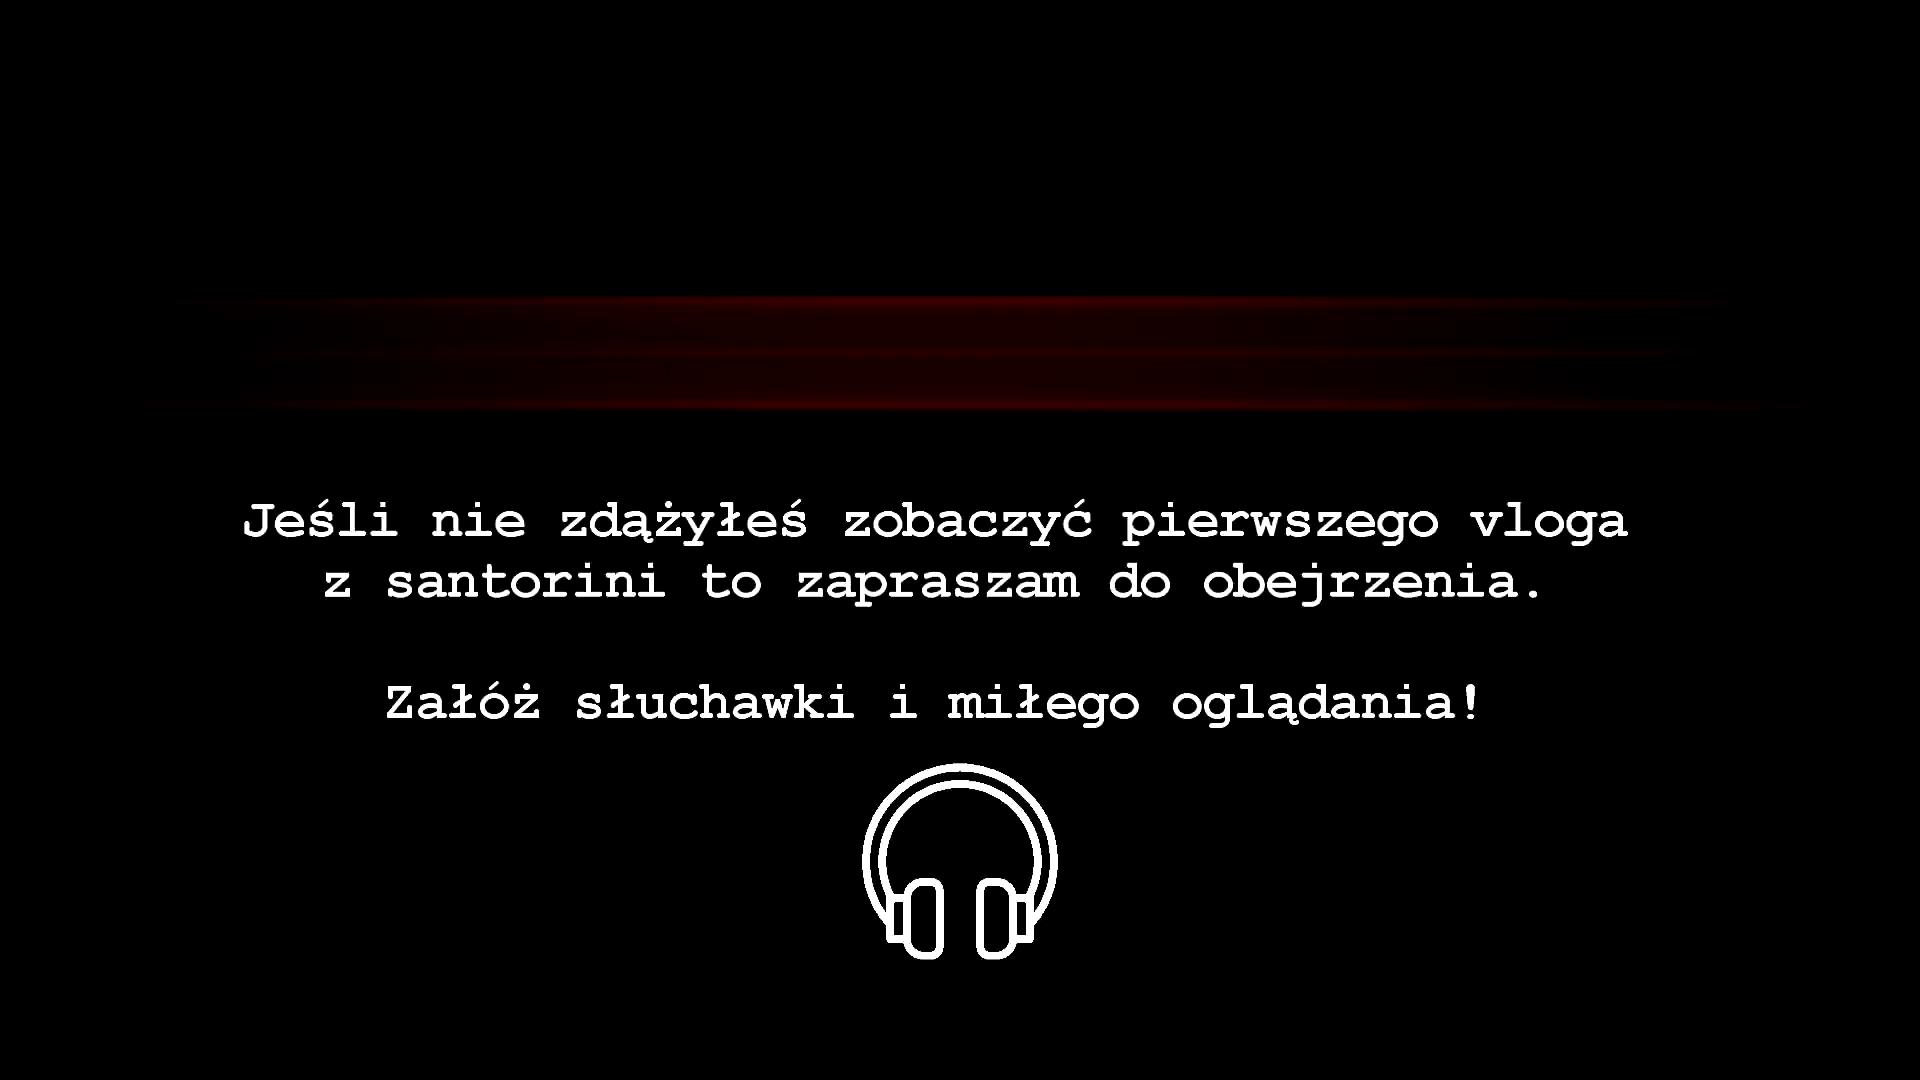 Jeśli nie zdążyłeś zobaczyć pierwszego vloga
z santorini to zapraszam do obejrzenia.
Załóż słuchawki i miłego oglądania!